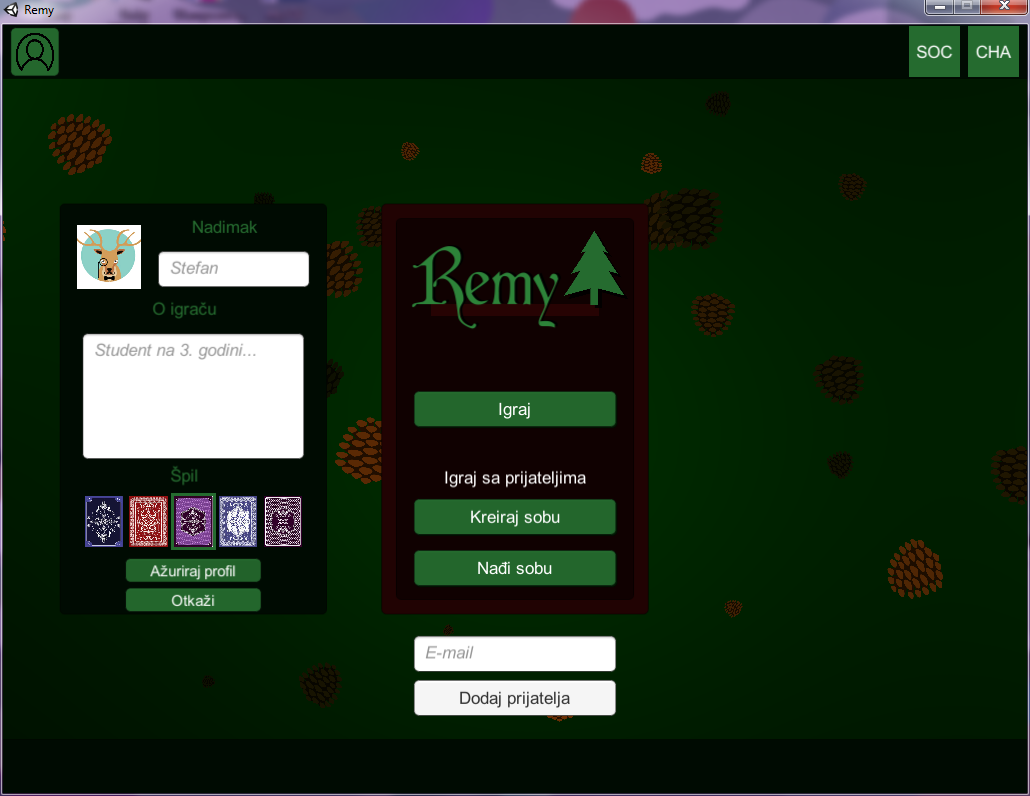 Remy
SOC
CHA
Nadimak
Stefan
O igraču
Student na 3. godini...
Špil
Ažuriraj profil
Otkaži
Remy
Igraj
Igraj sa prijateljima
Kreiraj sobu
Nađi sobu
E-mail
Dodaj prijatelja